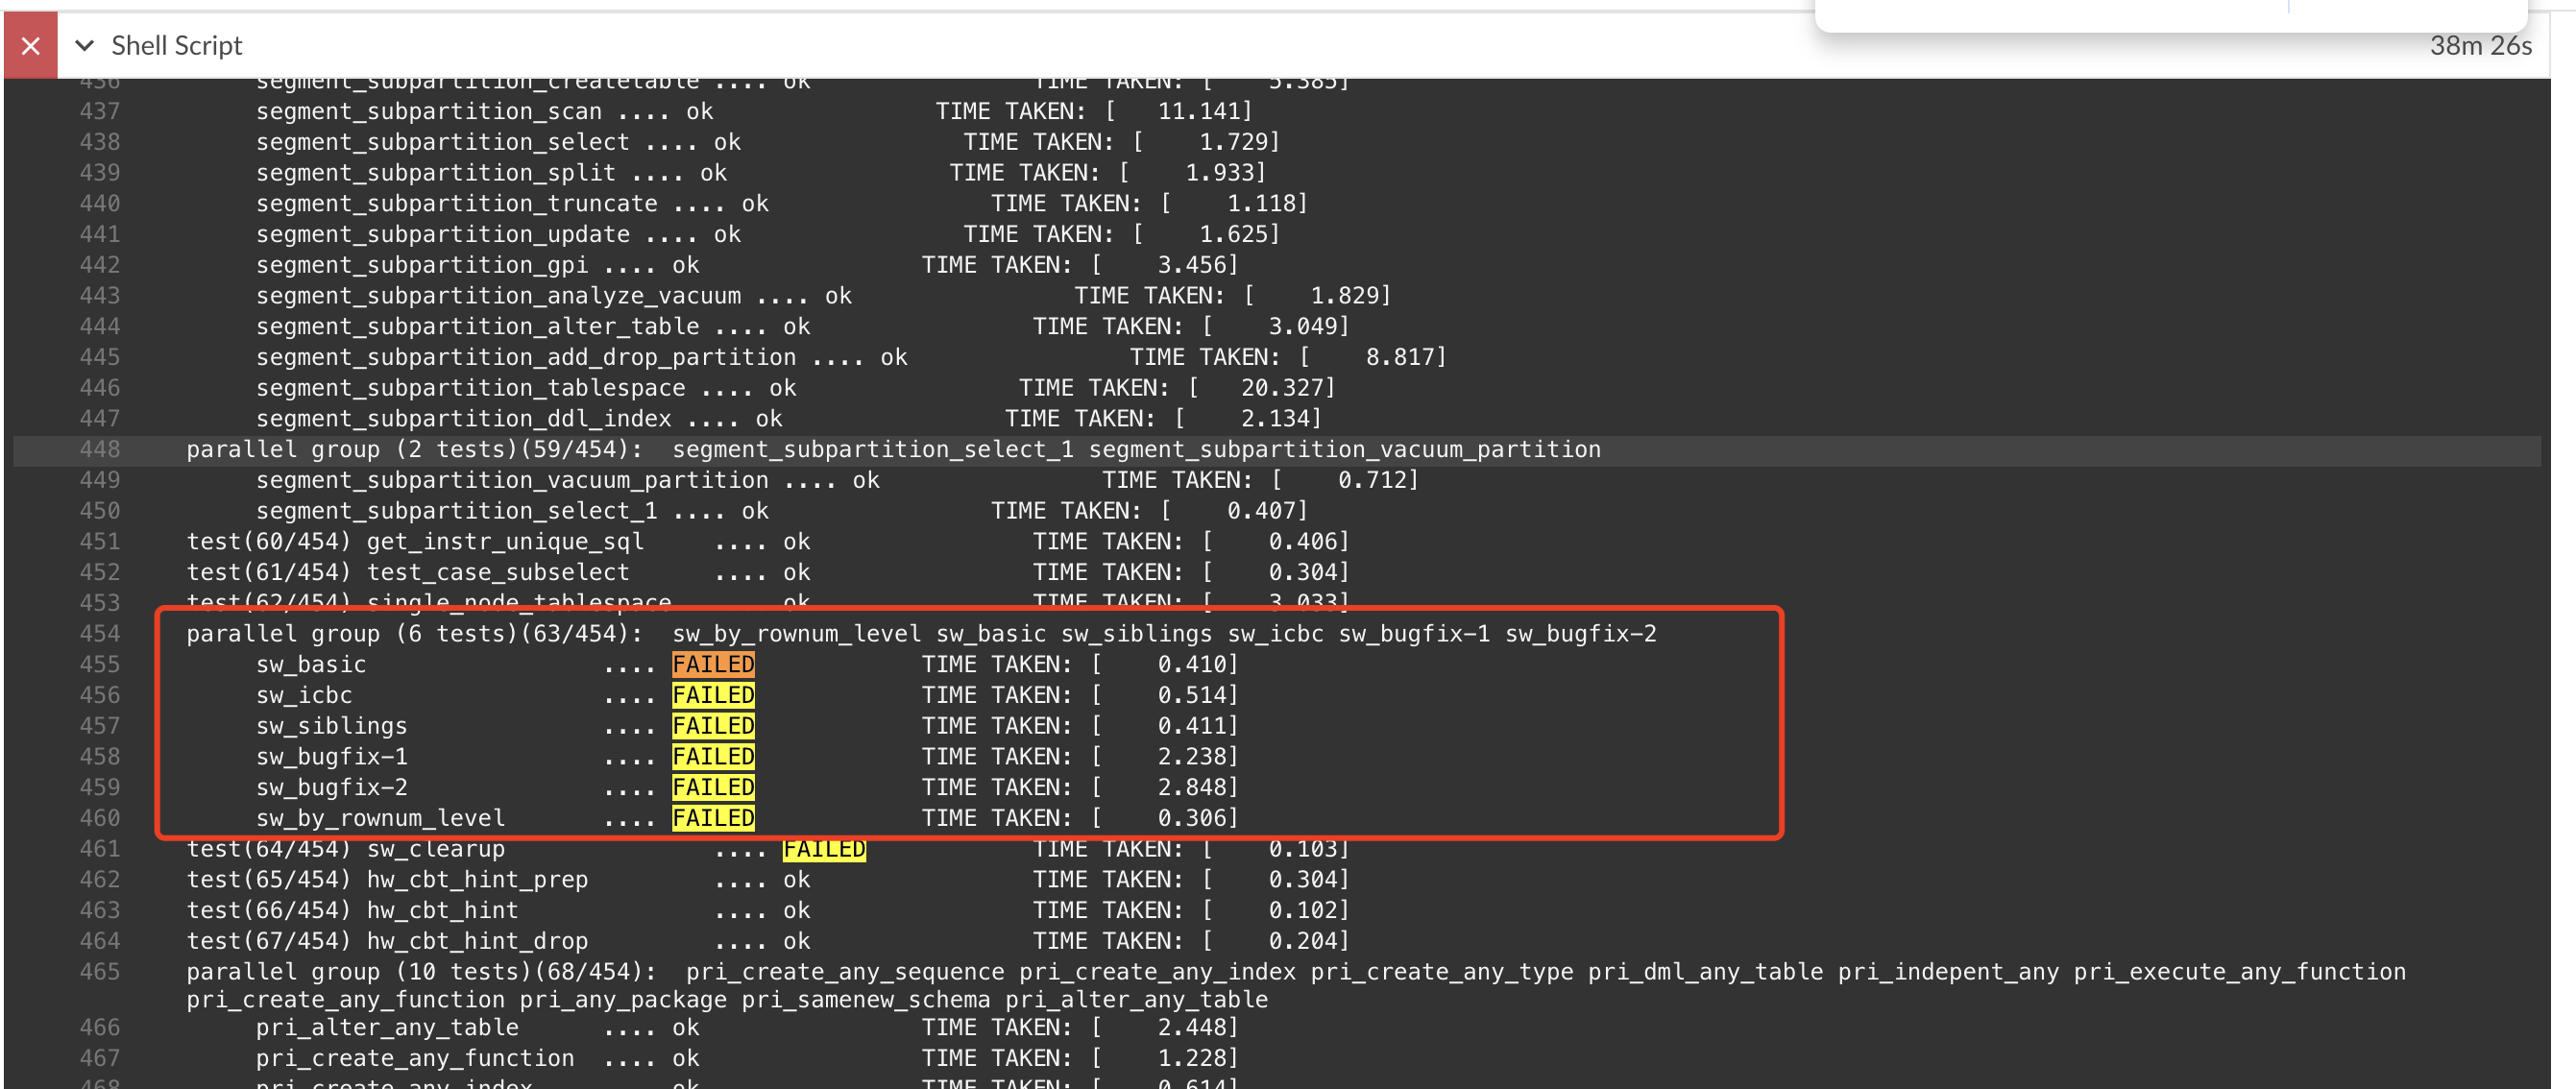 Shell Script 38m 26s
436 segment_subpartition_createtable .... ok TIME TAKEN: [ 5.385]
437 segment_subpartition_scan .... ok TIME TAKEN: [ 11.141]
438 segment_subpartition_select .... ok TIME TAKEN: [ 1.729]
439 segment_subpartition_split .... ok TIME TAKEN: [ 1.933]
440 segment_subpartition_truncate .... ok TIME TAKEN: [ 1.118]
441 segment_subpartition_update .... ok TIME TAKEN: [ 1.625]
442 segment_subpartition_gpi .... ok TIME TAKEN: [ 3.456]
443 segment_subpartition_analyze_vacuum .... ok TIME TAKEN: [ 1.829]
444 segment_subpartition_alter_table .... ok TIME TAKEN: [ 3.049]
445 segment_subpartition_add_drop_partition .... ok TIME TAKEN: [ 8.817]
446 segment_subpartition_tablespace .... ok TIME TAKEN: [ 20.327]
447 segment_subpartition_ddl_index .... ok TIME TAKEN: [ 2.134]
448 parallel group (2 tests)(59/454): segment_subpartition_select_1 segment_subpartition_vacuum_partition
449 segment_subpartition_vacuum_partition .... ok TIME TAKEN: [ 0.712]
450 segment_subpartition_select_1 .... ok TIME TAKEN: [ 0.407]
451 test(60/454) get_instr_unique_sql .... ok TIME TAKEN: [ 0.406]
452 test(61/454) test_case_subselect .... ok TIME TAKEN: [ 0.304]
453 test(62/454) single_node_tablespace .... ok TIME TAKEN: [ 3.033]
454 parallel group (6 tests)(63/454): sw_by_rownum_level sw_basic sw_siblings sw_icbc sw_bugfix-1 sw_bugfix-2
455 sw_basic .... FAILED TIME TAKEN: [ 0.410]
456 sw_icbc .... FAILED TIME TAKEN: [ 0.514]
457 sw_siblings .... FAILED TIME TAKEN: [ 0.411]
458 sw_bugfix-1 .... FAILED TIME TAKEN: [ 2.238]
459 sw_bugfix-2 .... FAILED TIME TAKEN: [ 2.848]
460 sw_by_rownum_level .... FAILED TIME TAKEN: [ 0.306]
461 test(64/454) sw_clearup .... FAILED TIME TAKEN: [ 0.103]
462 test(65/454) hw_cbt_hint_prep .... ok TIME TAKEN: [ 0.304]
463 test(66/454) hw_cbt_hint .... ok TIME TAKEN: [ 0.102]
464 test(67/454) hw_cbt_hint_drop .... ok TIME TAKEN: [ 0.204]
465 parallel group (10 tests)(68/454): pri_create_any_sequence pri_create_any_index pri_create_any_type pri_dml_any_table pri_indepent_any pri_execute_any_function
pri_create_any_function pri_any_package pri_samenew_schema pri_alter_any_table
466 pri_alter_any_table .... ok TIME TAKEN: [ 2.448]
467 pri_create_any_function .... ok TIME TAKEN: [ 1.228]
468 pri_create_any_index .... ok TIME TAKEN: [ 0.614]